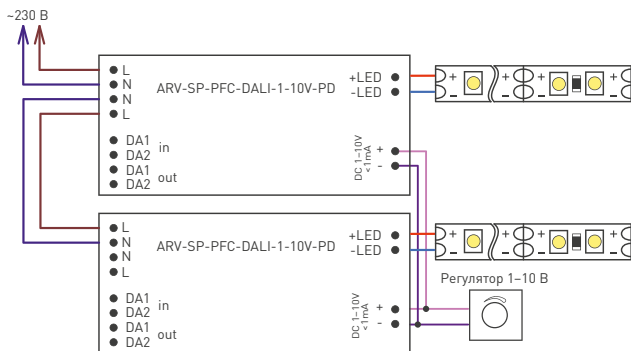 ~230 В
L
N
N
L
ARV-SP-PFC-DALI-1-10V-PD
+LED
-LED
+ - + - + -
DA1
DA2
in
DA1
DA2
out
DC 1–10V
<1mA
+
-
L
N
N
L
ARV-SP-PFC-DALI-1-10V-PD
+LED
-LED
+ - + - + -
DA1
DA2
in
DA1
DA2
out
DC 1–10V
<1mA
+
-
Регулятор 1–10 В